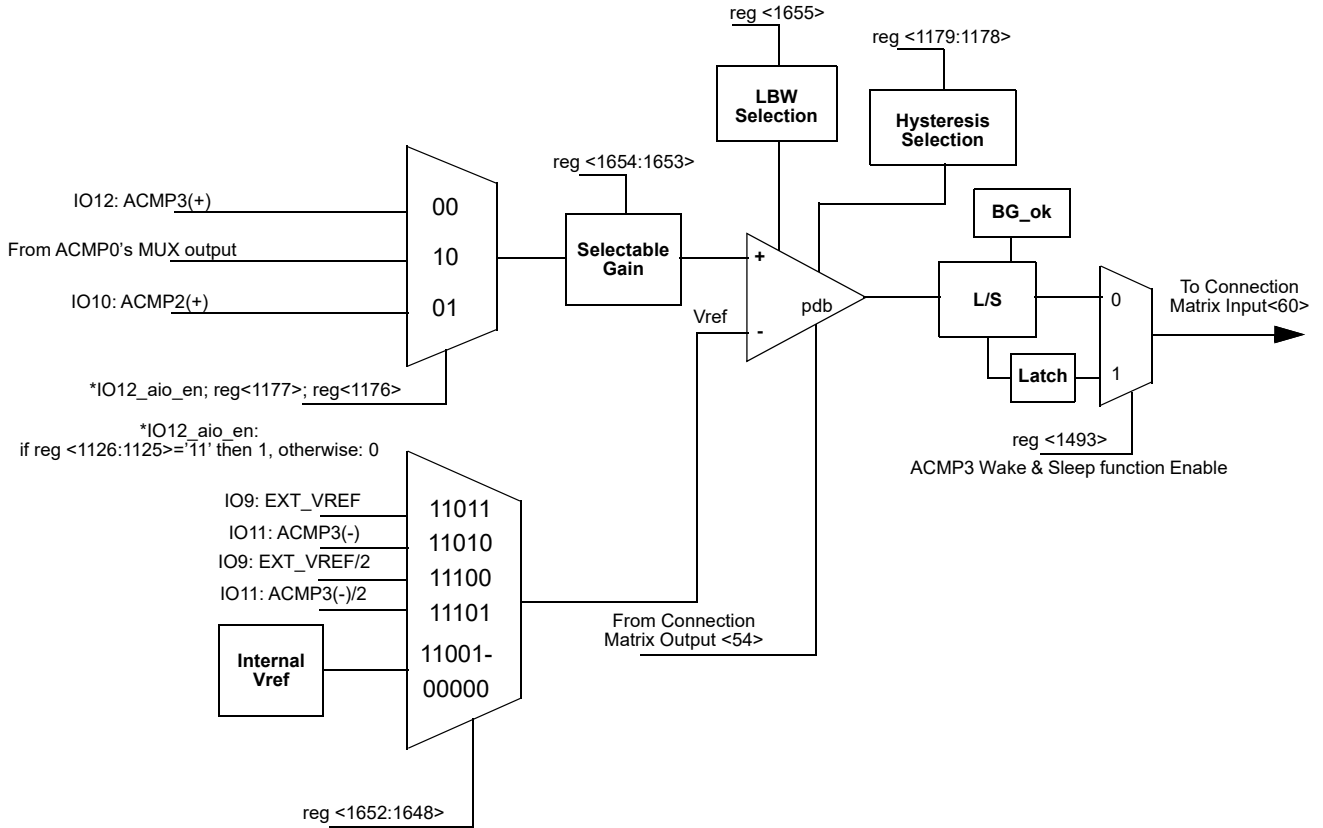 reg <1655>
reg <1179:1178>
LBW
Selection
Hysteresis
Selection
reg <1654:1653>
IO12: ACMP3(+)
00
From ACMP0's MUX output
10
IO10: ACMP2(+)
01
Selectable
Gain
+
Vref
-
pdb
BG_ok
L/S
Latch
0
1
To Connection
Matrix Input<60>
*IO12_aio_en; reg<1177>; reg<1176>
*IO12_aio_en:
if reg <1126:1125>='11' then 1, otherwise: 0
reg <1493>
ACMP3 Wake & Sleep function Enable
IO9: EXT_VREF
11011
IO11: ACMP3(-)
11010
IO9: EXT_VREF/2
11100
IO11: ACMP3(-)/2
11101
Internal
Vref
11001-
00000
From Connection
Matrix Output <54>
reg <1652:1648>